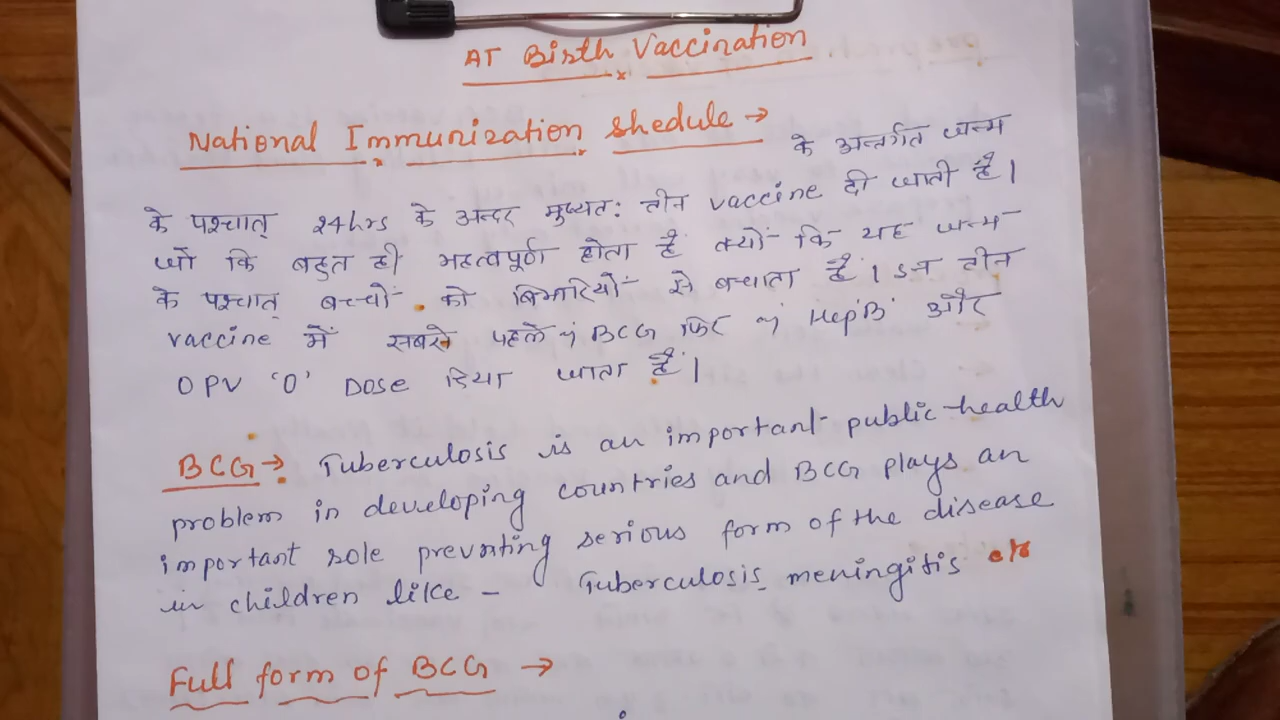 AT Birth Vaccination
National Immunization Shedule →
के अन्तर्गत जन्म
के पश्चात् 24hrs के अन्दर मुख्यत: तीन vaccine दी जाती है।
जो कि बहुत ही महत्वपूर्ण होता है क्यों कि यह जन्म
के पश्चात् बच्चों को बिमारियों से बचाता है। इन तीन
vaccine में सबसे पहले BCG फिर HepB और
OPV 'O' Dose दिया जाता है।
BCG → Tuberculosis is an important public health
problem in developing countries and BCG plays an
important role prevnting serious form of the disease
in children like - Tuberculosis meningitis
Full form of BCG →